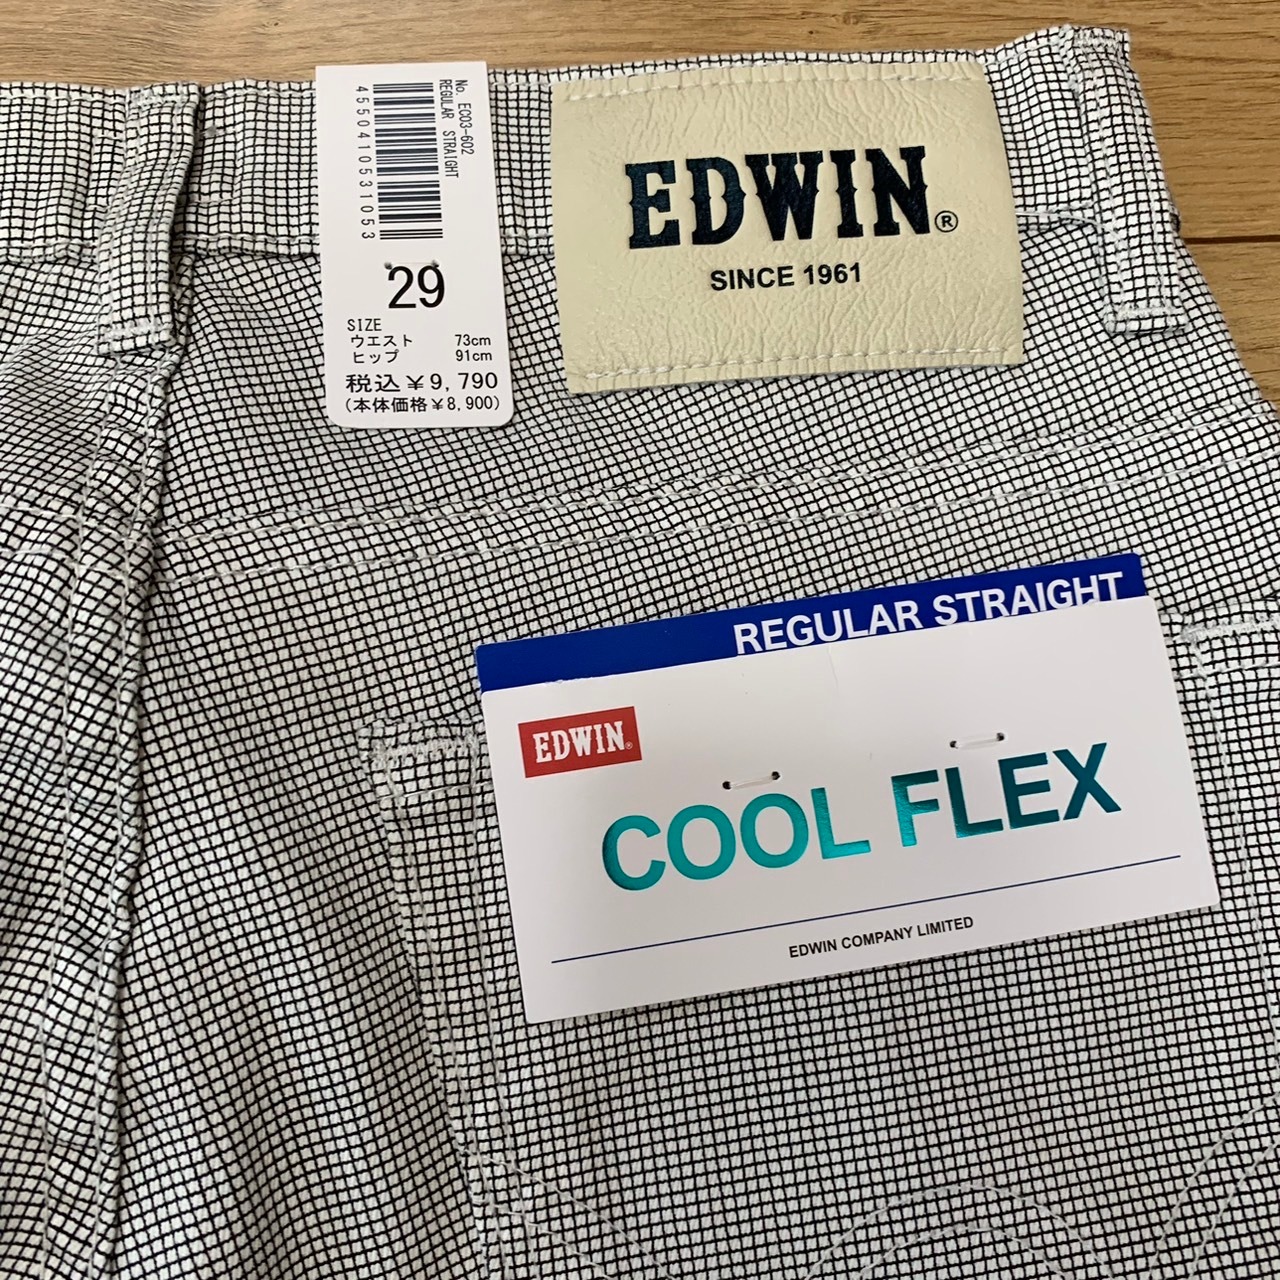 No. EC03-602
REGULAR STRAIGHT
4550410531053
29
SIZE
ウエスト 73cm
ヒップ 91cm
税込￥9,790
(本体価格￥8,900)
EDWIN®
SINCE 1961
REGULAR STRAIGHT
EDWIN®
COOL FLEX
EDWIN COMPANY LIMITED